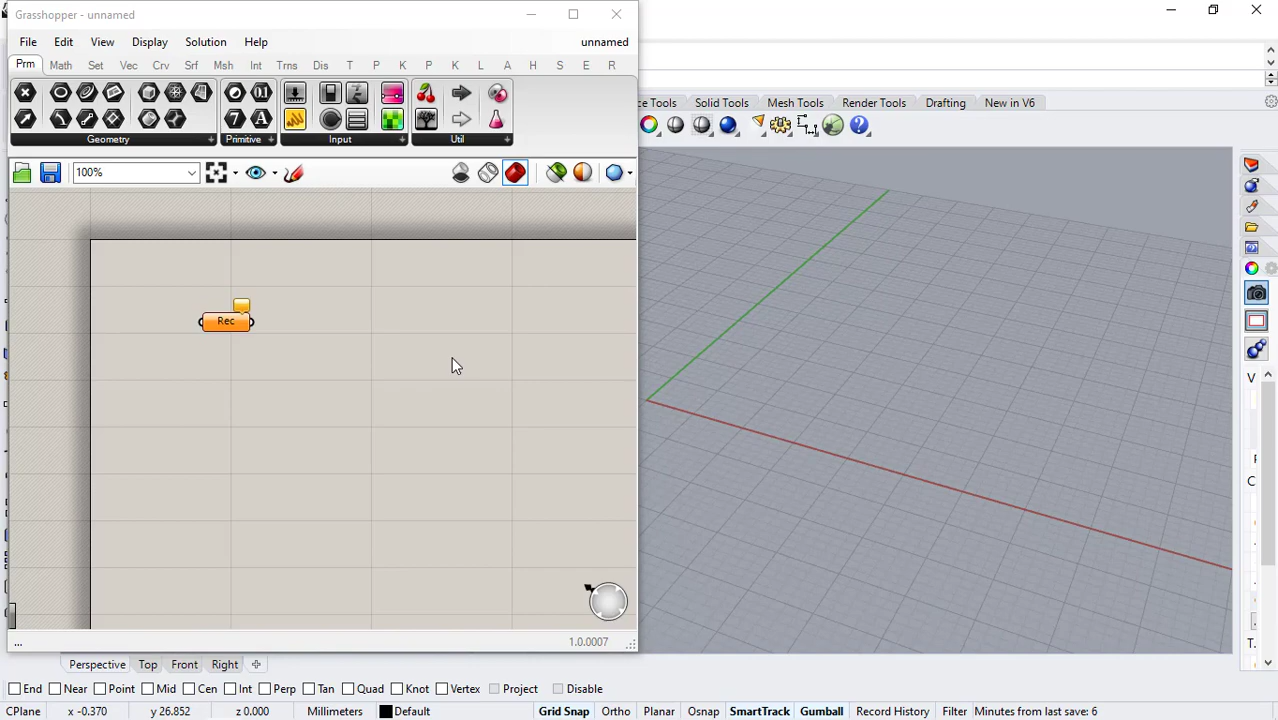 Grasshopper - unnamed
File Edit View Display Solution Help unnamed
Prm Math Set Vec Crv Srf Msh Int Trns Dis T P K P K L A H S E R
Geometry Primitive Input Util
100%
Rec
1.0.0007
...
ce Tools Solid Tools Mesh Tools Render Tools Drafting New in V6
V
C
T.
Perspective Top Front Right
End Near Point Mid Cen Int Perp Tan Quad Knot Vertex Project Disable
CPlane x -0.370 y 26.852 z 0.000 Millimeters Default Grid Snap Ortho Planar Osnap SmartTrack Gumball Record History Filter Minutes from last save: 6